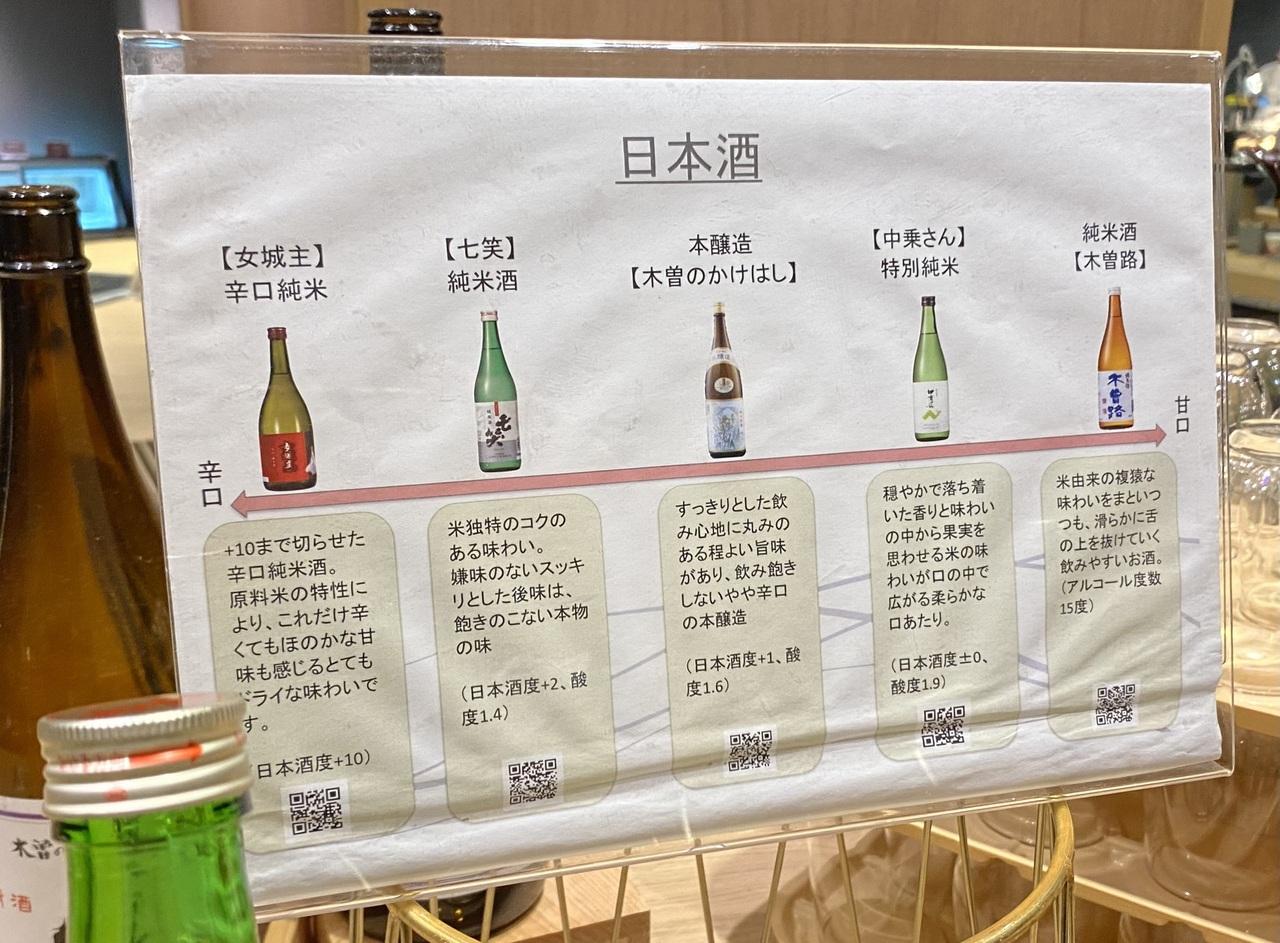 日本酒
【女城主】
辛口純米
【七笑】
純米酒
本醸造
【木曽のかけはし】
【中乗さん】
特別純米
純米酒
【木曽路】
辛口
甘口
+10まで切らせた
辛口純米酒。
原料米の特性に
より、これだけ辛
くてもほのかな甘
味も感じるとても
ドライな味わいで
す。
日本酒度+10）
米独特のコクの
ある味わい。
嫌味のないスッキ
リとした後味は、
飽きのこない本物
の味
（日本酒度+2、酸
度1.4）
すっきりとした飲
み心地に丸みの
ある程よい旨味
があり、飲み飽き
しないやや辛口
の本醸造
（日本酒度+1、酸
度1.6）
穏やかで落ち着
いた香りと味わい
の中から果実を
思わせる米の味
わいが口の中で
広がる柔らかな
口あたり。
（日本酒度±0、
酸度1.9）
米由来の複猿な
味わいをまといつ
つも、滑らかに舌
の上を抜けていく
飲みやすいお酒。
（アルコール度数
15度）
七笑
木曽路
木曽の
酒